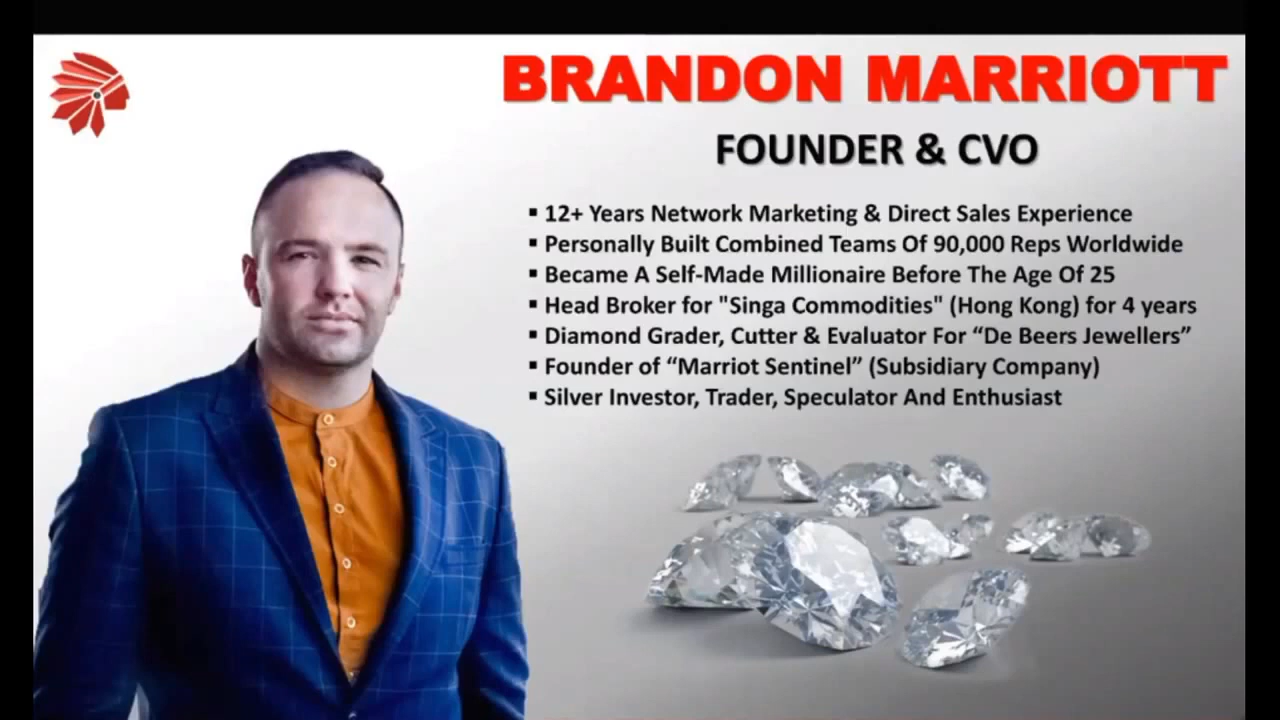 BRANDON MARRIOTT
FOUNDER & CVO
▪ 12+ Years Network Marketing & Direct Sales Experience
▪ Personally Built Combined Teams Of 90,000 Reps Worldwide
▪ Became A Self-Made Millionaire Before The Age Of 25
▪ Head Broker for "Singa Commodities" (Hong Kong) for 4 years
▪ Diamond Grader, Cutter & Evaluator For “De Beers Jewellers”
▪ Founder of “Marriot Sentinel” (Subsidiary Company)
▪ Silver Investor, Trader, Speculator And Enthusiast